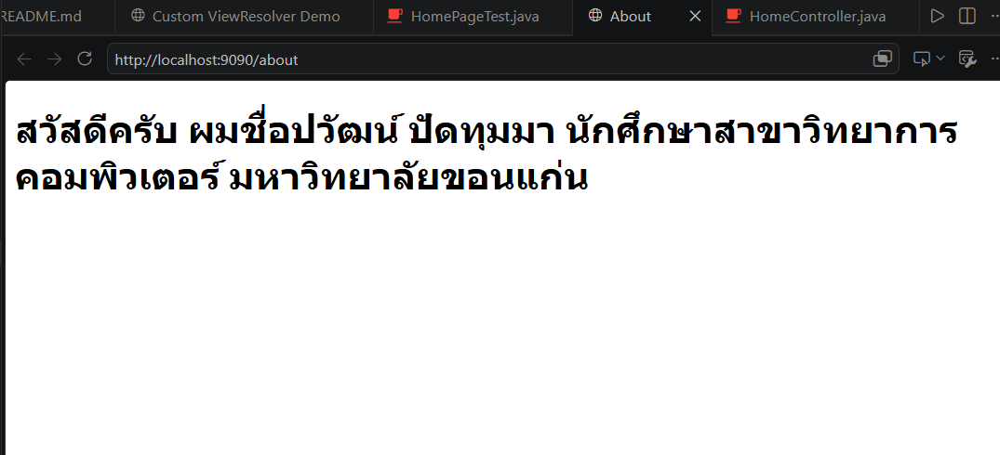 README.md
Custom ViewResolver Demo
HomePageTest.java
About
HomeController.java
http://localhost:9090/about
สวัสดีครับ ผมชื่อปวัฒน์ ปัดทุมมา นักศึกษาสาขาวิทยาการ
คอมพิวเตอร์ มหาวิทยาลัยขอนแก่น